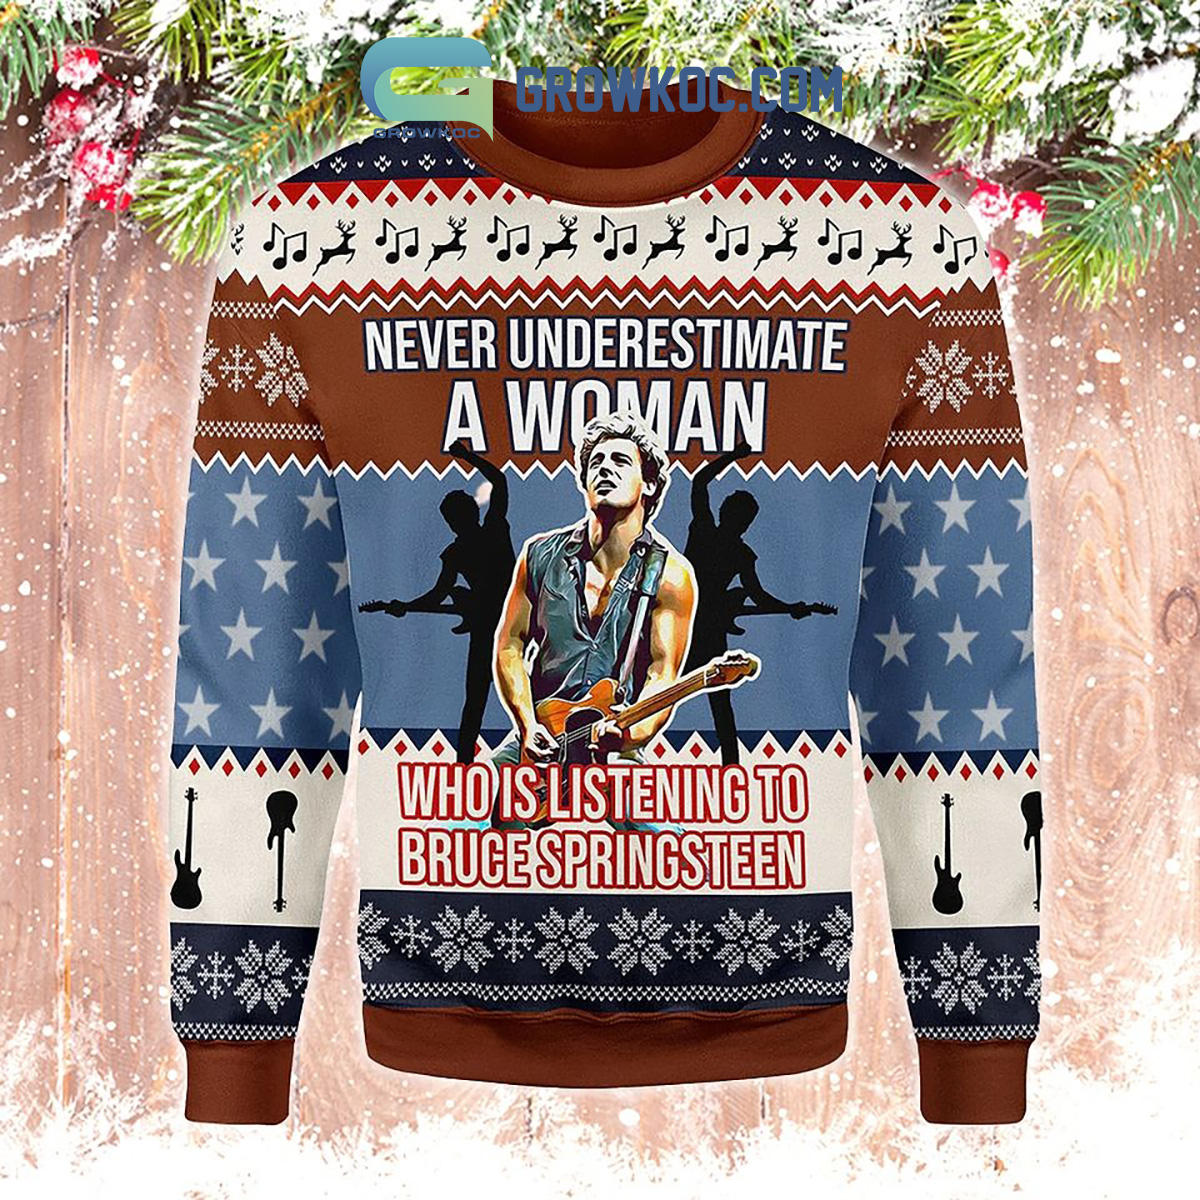 GROWKOC
GROWKOC.COM
NEVER UNDERESTIMATE
A WOMAN
WHO IS LISTENING TO
BRUCE SPRINGSTEEN